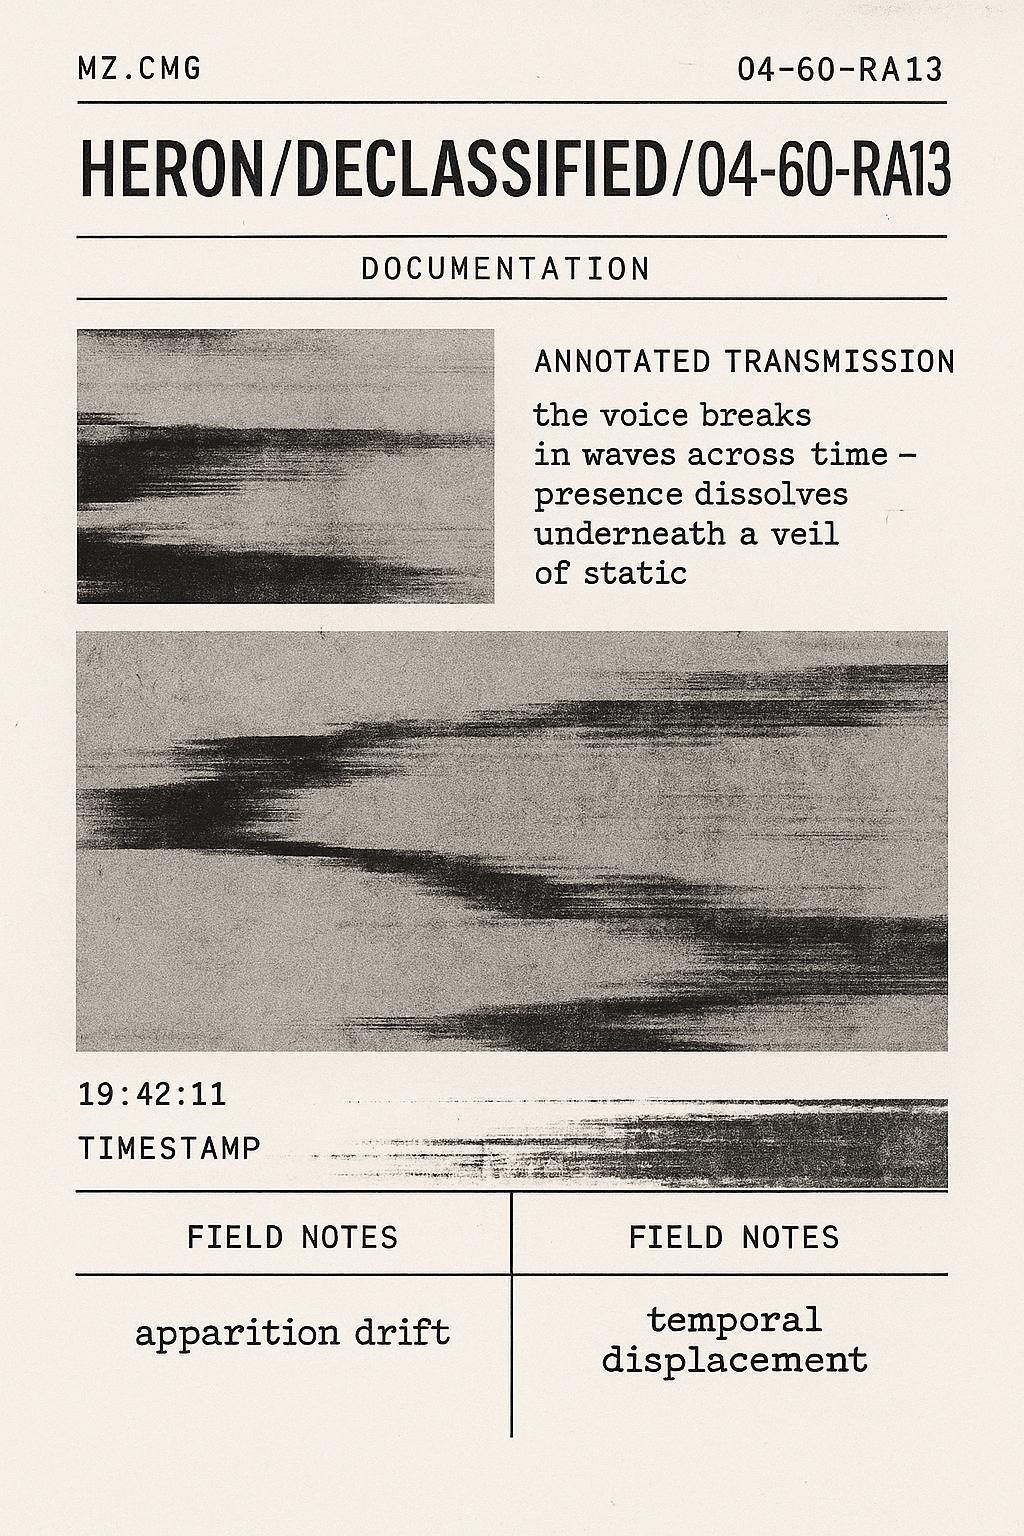 MZ.CMG
04-60-RA13
HERON/DECLASSIFIED/04-60-RA13
DOCUMENTATION
ANNOTATED TRANSMISSION
the voice breaks
in waves across time –
presence dissolves
underneath a veil
of static
19:42:11
TIMESTAMP
FIELD NOTES
apparition drift
FIELD NOTES
temporal
displacement